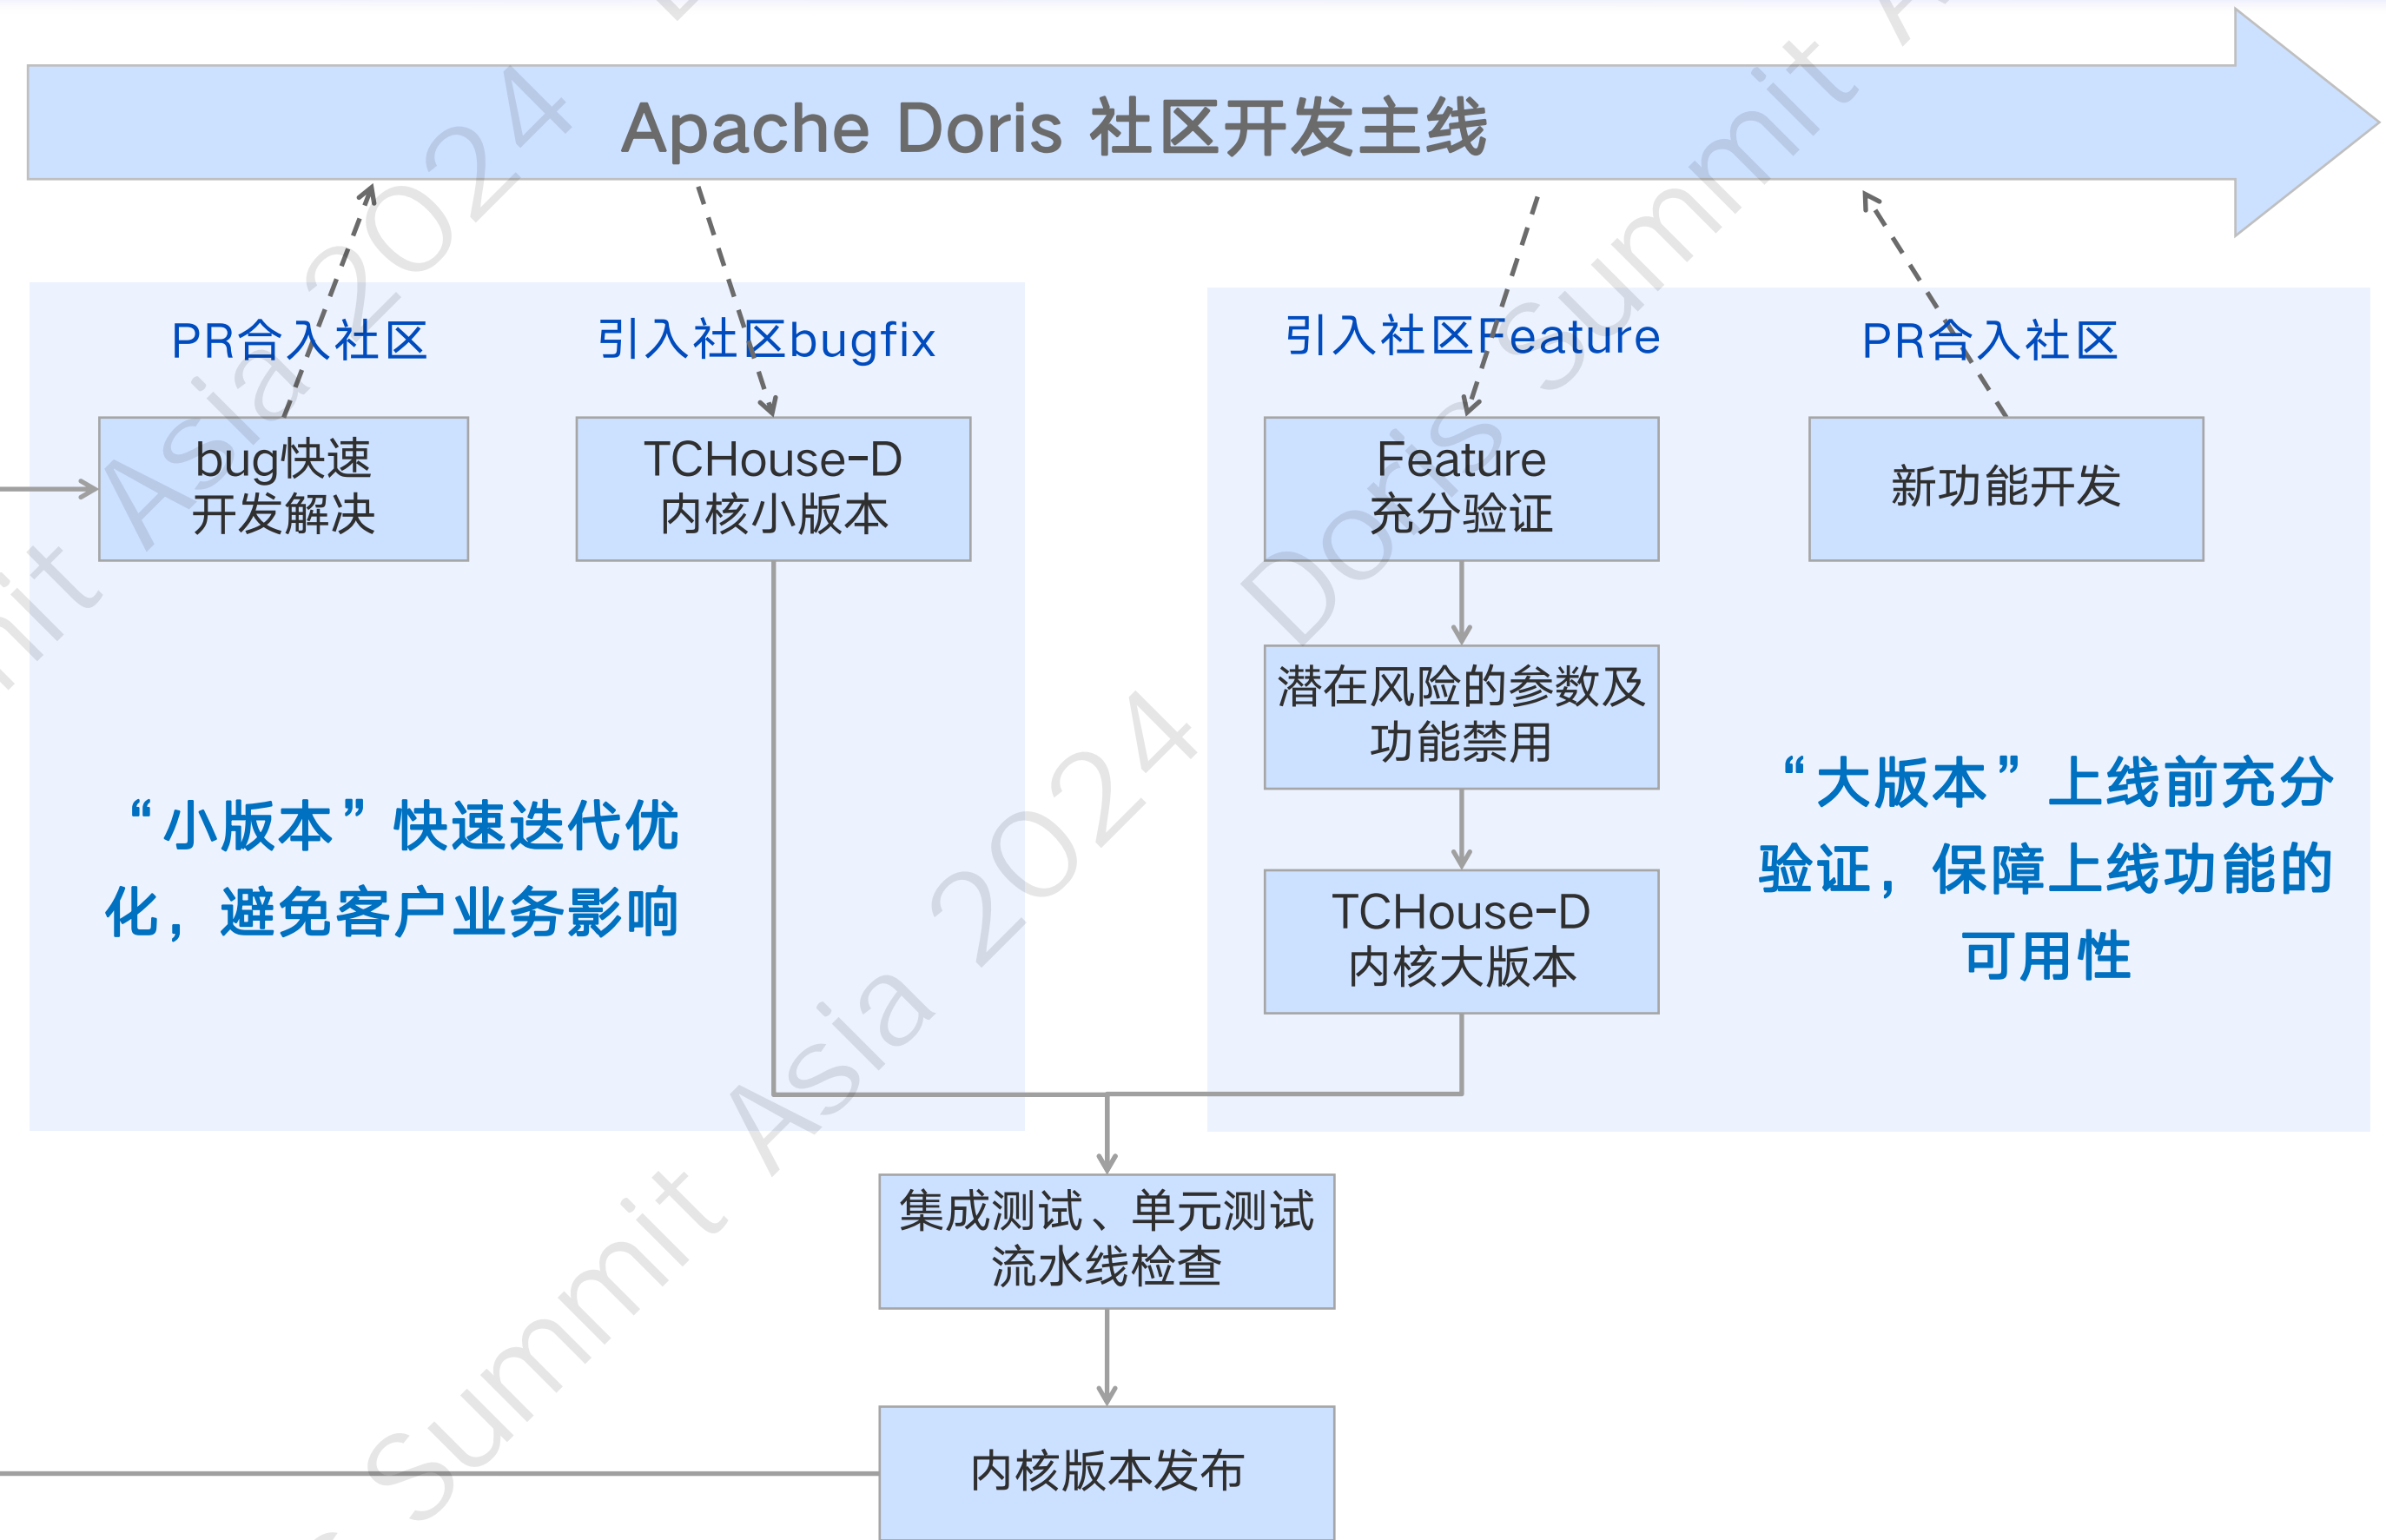 Apache Doris 社区开发主线
PR合入社区
引入社区bugfix
引入社区Feature
PR合入社区
bug快速
开发解决
TCHouse-D
内核小版本
Feature
充分验证
新功能开发
潜在风险的参数及
功能禁用
TCHouse-D
内核大版本
“小版本”快速迭代优
化，避免客户业务影响
“大版本”上线前充分
验证，保障上线功能的
可用性
集成测试、单元测试
流水线检查
内核版本发布
Doris Summit Asia 2024